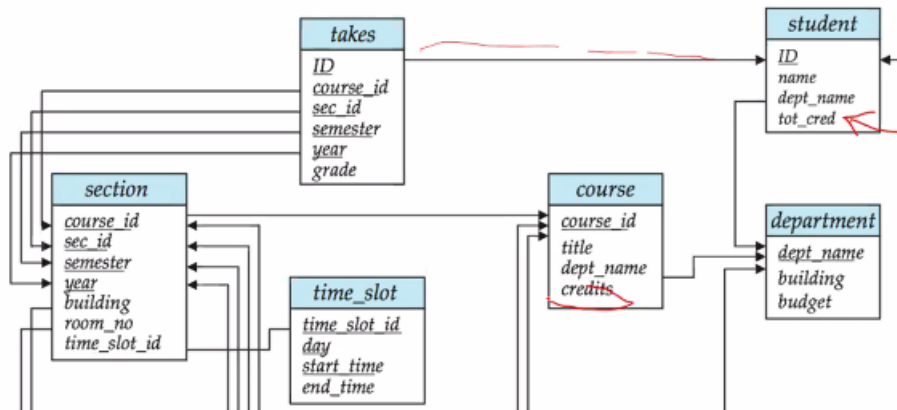 takes
ID
course_id
sec_id
semester
year
grade
student
ID
name
dept_name
tot_cred
section
course_id
sec_id
semester
year
building
room_no
time_slot_id
course
course_id
title
dept_name
credits
department
dept_name
building
budget
time_slot
time_slot_id
day
start_time
end_time